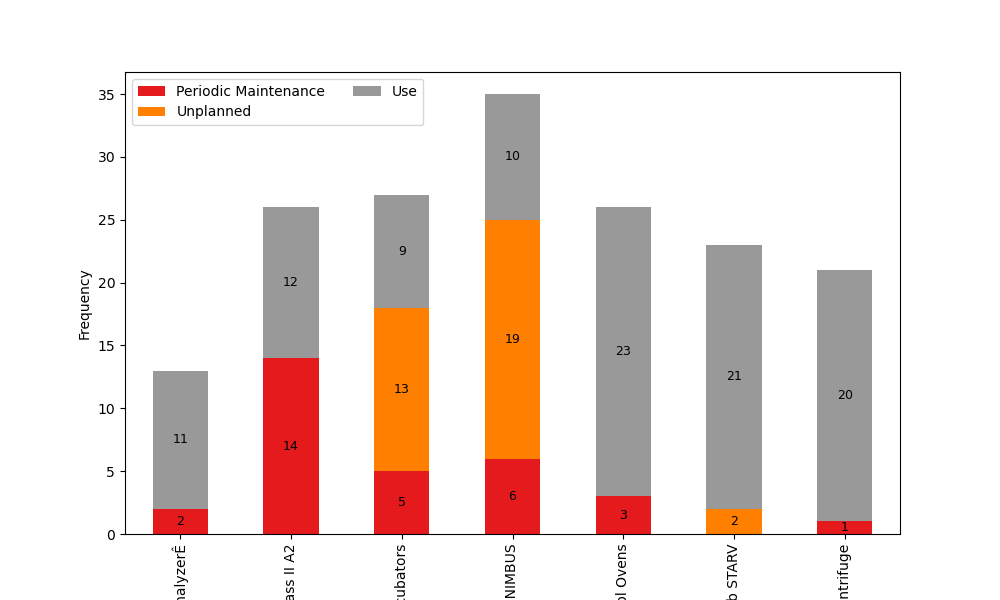 Periodic Maintenance
Unplanned
Use
Frequency
35
30
25
20
15
10
5
0
11
2
12
14
9
13
5
10
19
6
23
3
21
2
20
1
nalyzerÊ
ass II A2
cubators
NIMBUS
ol Ovens
b STARV
ntrifuge